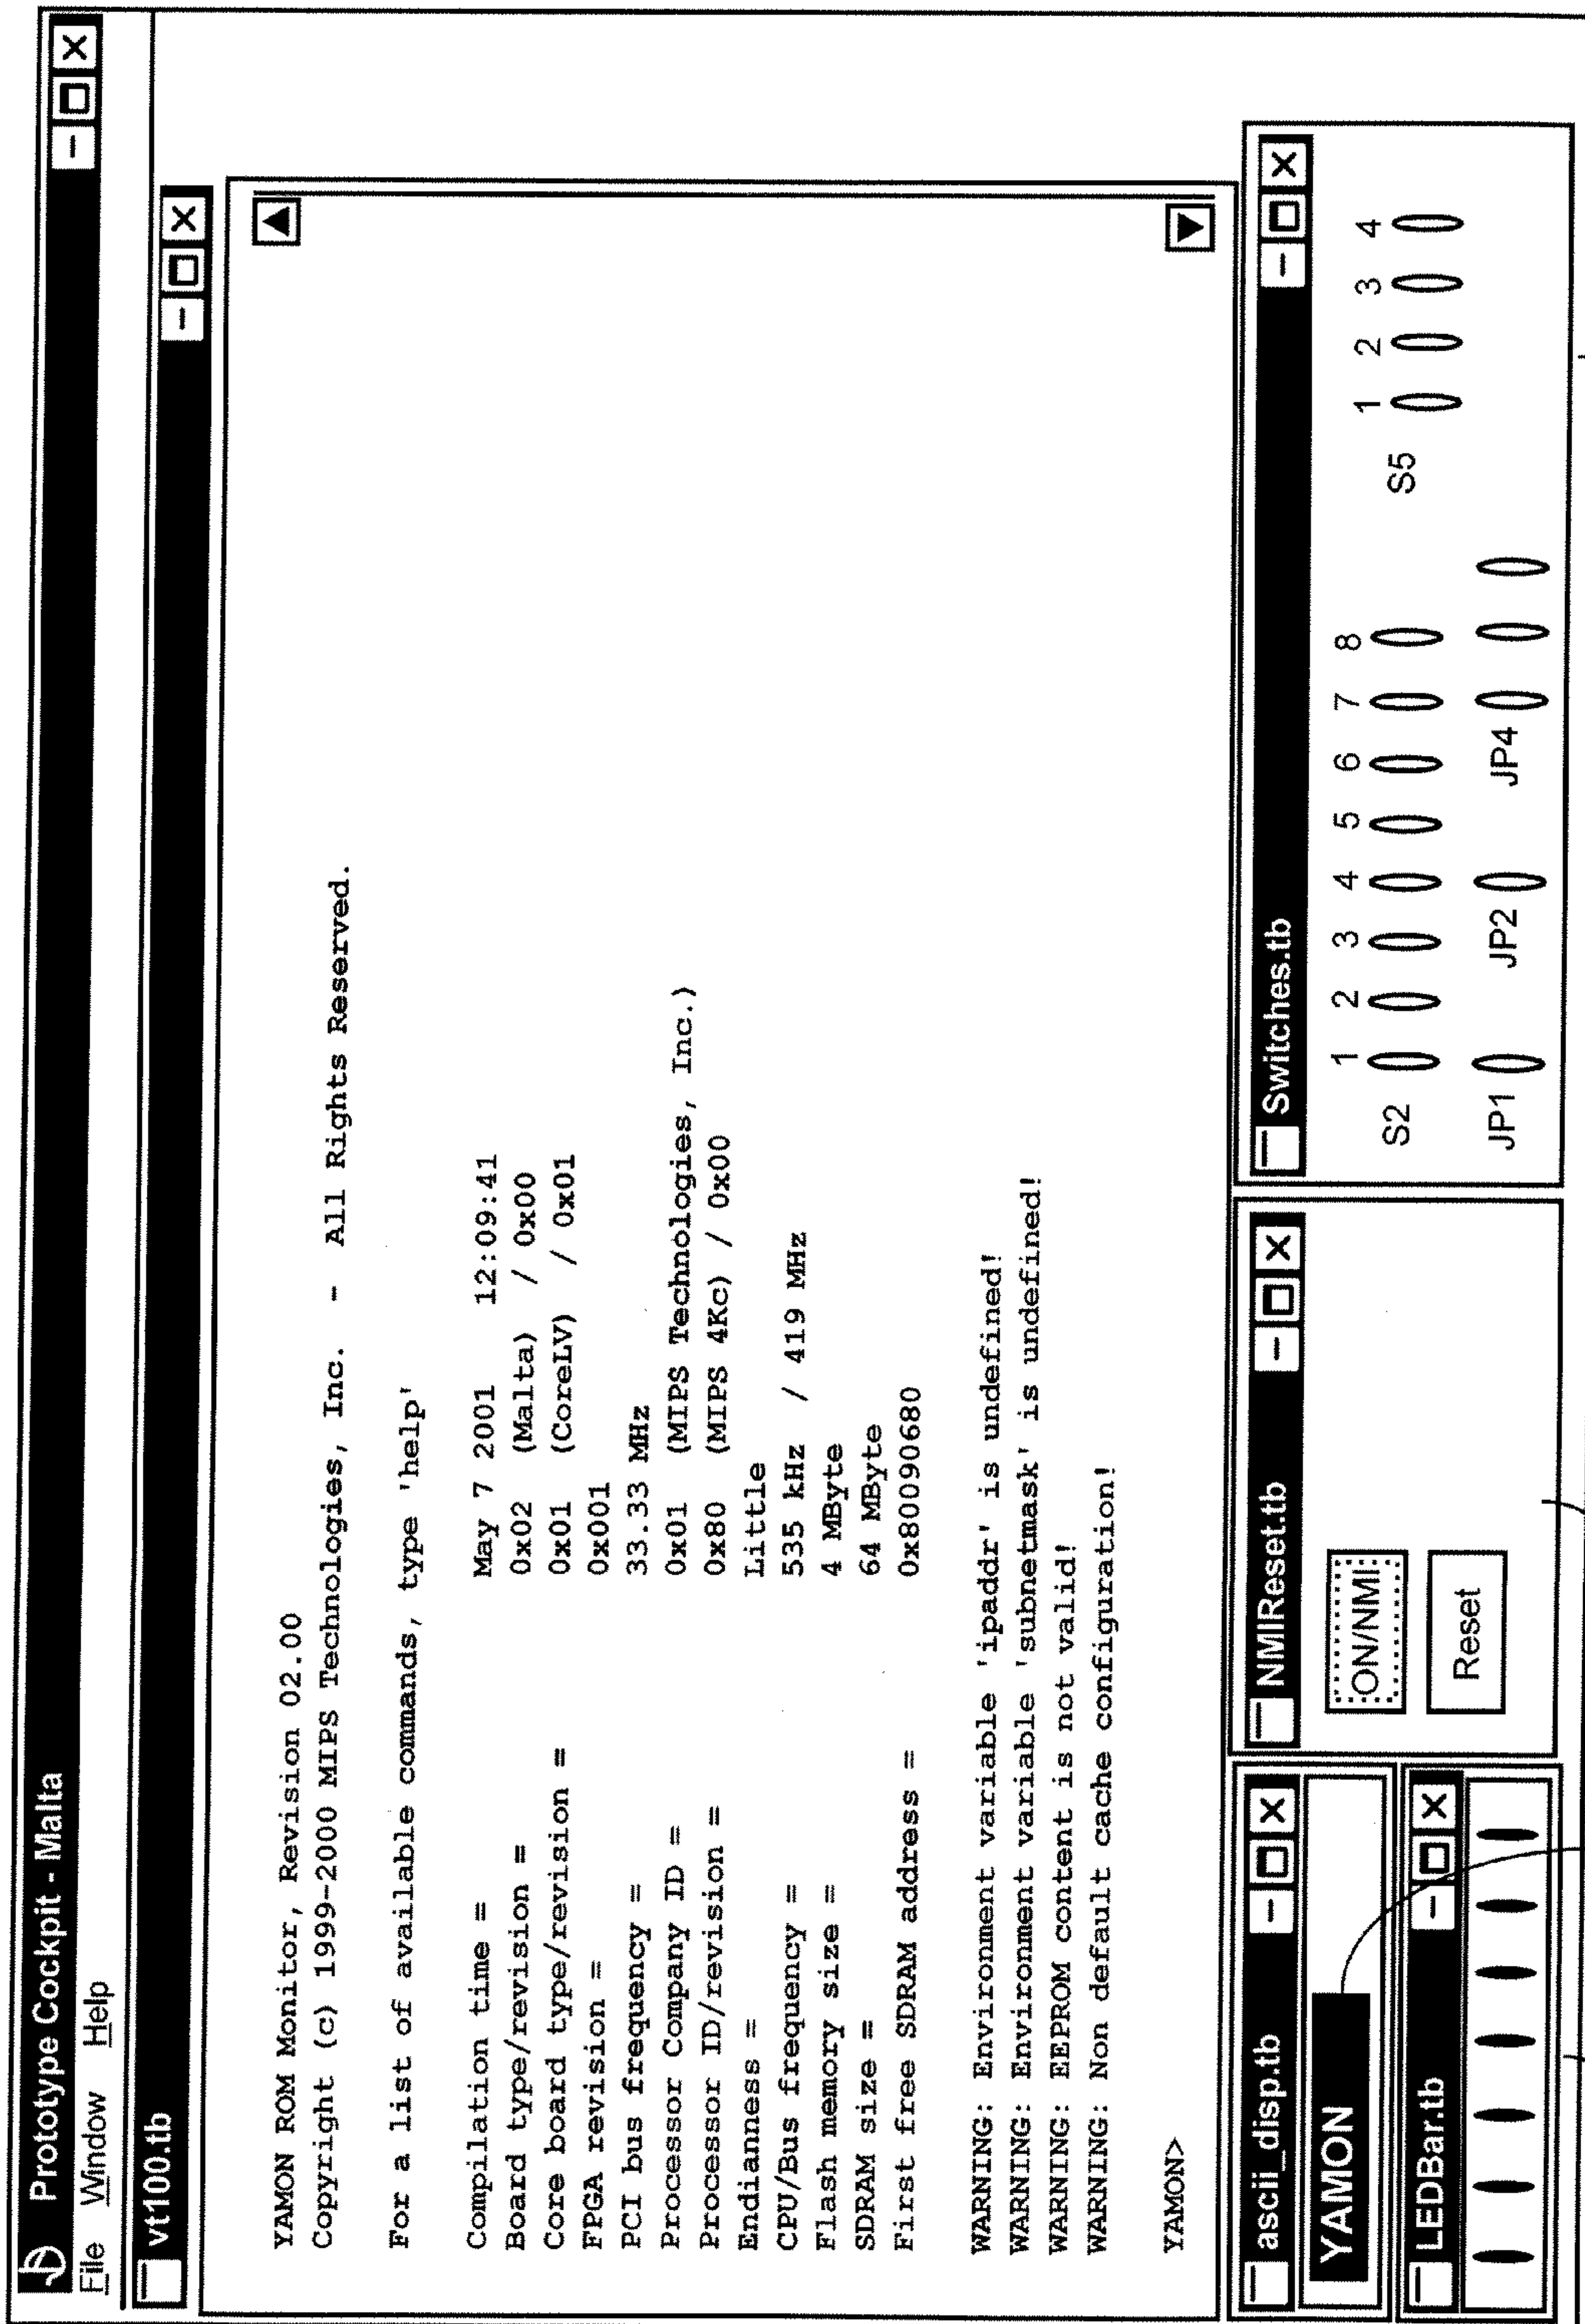 Prototype Cockpit - Malta
File Window Help
vt100.tb
YAMON ROM Monitor, Revision 02.00
Copyright (c) 1999-2000 MIPS Technologies, Inc. - All Rights Reserved.
For a list of available commands, type 'help'
Compilation time = May 7 2001 12:09:41
Board type/revision = 0x02 (Malta) / 0x00
Core board type/revision = 0x01 (CoreLV) / 0x01
FPGA revision = 0x001
PCI bus frequency = 33.33 MHz
Processor Company ID = 0x01 (MIPS Technologies, Inc.)
Processor ID/revision = 0x80 (MIPS 4Kc) / 0x00
Endianness = Little
CPU/Bus frequency = 535 kHz / 419 MHz
Flash memory size = 4 MByte
SDRAM size = 64 MByte
First free SDRAM address = 0x80090680
WARNING: Environment variable 'ipaddr' is undefined!
WARNING: Environment variable 'subnetmask' is undefined!
WARNING: EEPROM content is not valid!
WARNING: Non default cache configuration!
YAMON>
ascii_disp.tb
YAMON
LEDBar.tb
NMIReset.tb
ON/NMI
Reset
Switches.tb
1 2 3 4 5 6 7 8
S2
JP1 JP2 JP4
1 2 3 4
S5